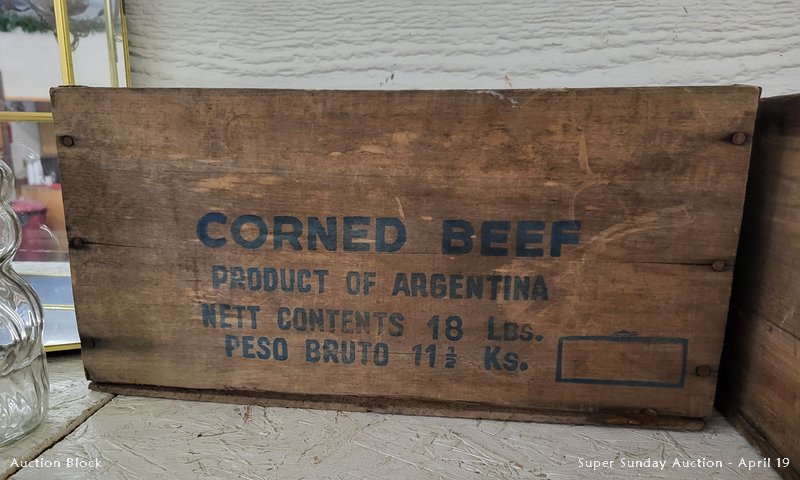 CORNED BEEF
PRODUCT OF ARGENTINA
NETT CONTENTS 18 LBS.
PESO BRUTO 11½ KS.
Auction Block
Super Sunday Auction - April 19